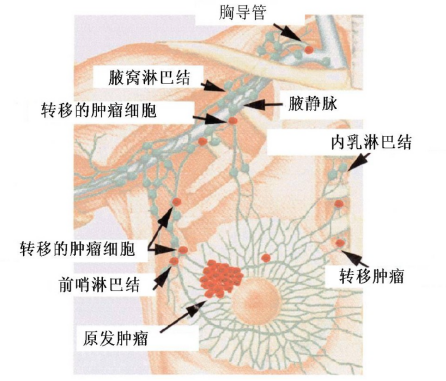 胸导管
腋窝淋巴结
转移的肿瘤细胞
腋静脉
内乳淋巴结
转移的肿瘤细胞
前哨淋巴结
转移肿瘤
原发肿瘤